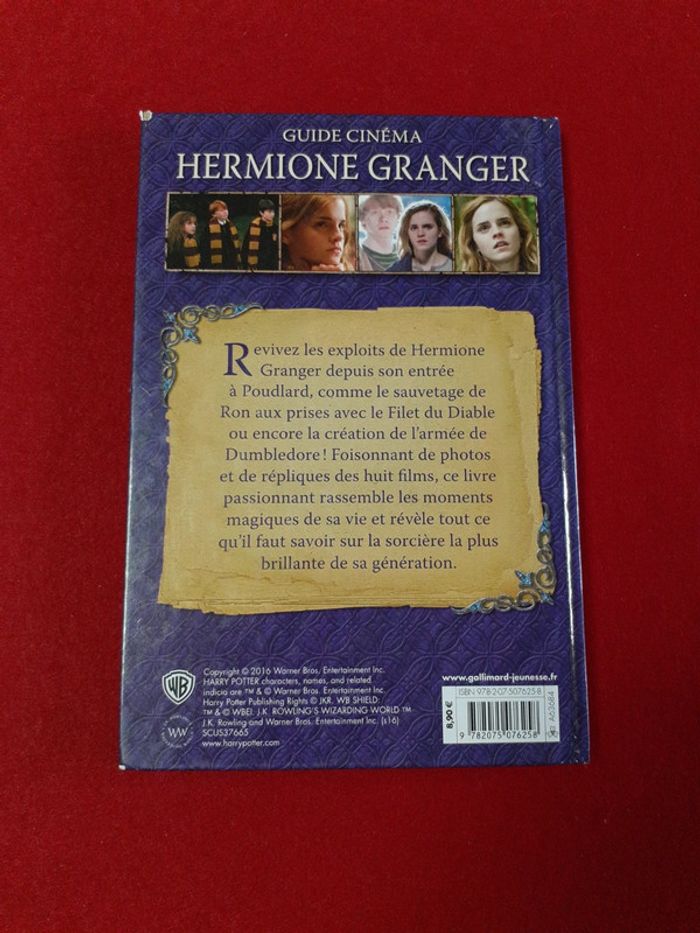 GUIDE CINÉMA
HERMIONE GRANGER
Revivez les exploits de Hermione
Granger depuis son entrée
à Poudlard, comme le sauvetage de
Ron aux prises avec le Filet du Diable
ou encore la création de l'armée de
Dumbledore ! Foisonnant de photos
et de répliques des huit films, ce livre
passionnant rassemble les moments
magiques de sa vie et révèle tout ce
qu'il faut savoir sur la sorcière la plus
brillante de sa génération.
WB
Copyright © 2016 Warner Bros. Entertainment Inc.
HARRY POTTER characters, names, and related
indicia are ™ & © Warner Bros. Entertainment Inc.
Harry Potter Publishing Rights © JKR. WB SHIELD:
™ & © WBEI. J.K. ROWLING'S WIZARDING WORLD ™
J.K. Rowling and Warner Bros. Entertainment Inc. (s16)
SCUS37665
www.harrypotter.com
WW
www.gallimard-jeunesse.fr
ISBN 978-2-07-507625-8
8,90 €
A63684
9 782075 076258